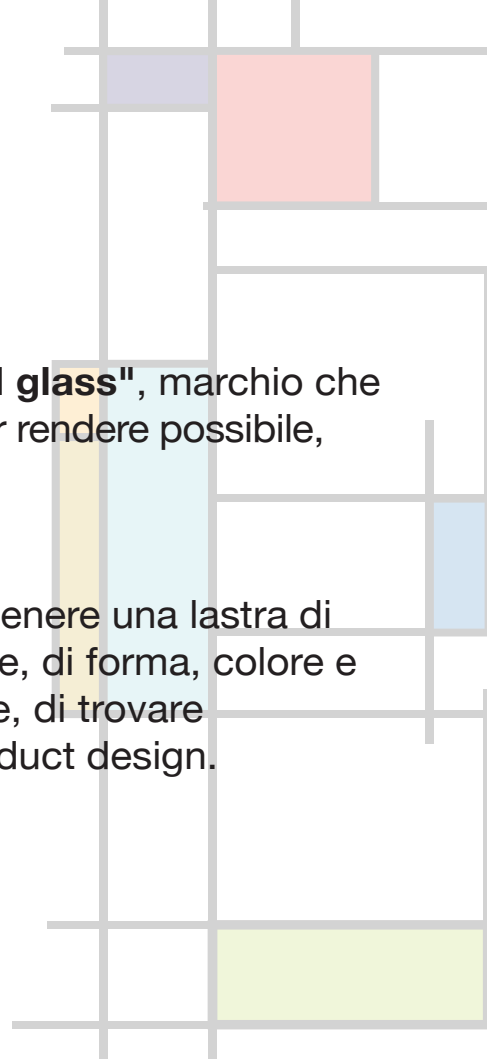 glass", marchio che
rendere possibile,
enere una lastra di
e, di forma, colore e
e, di trovare
duct design.